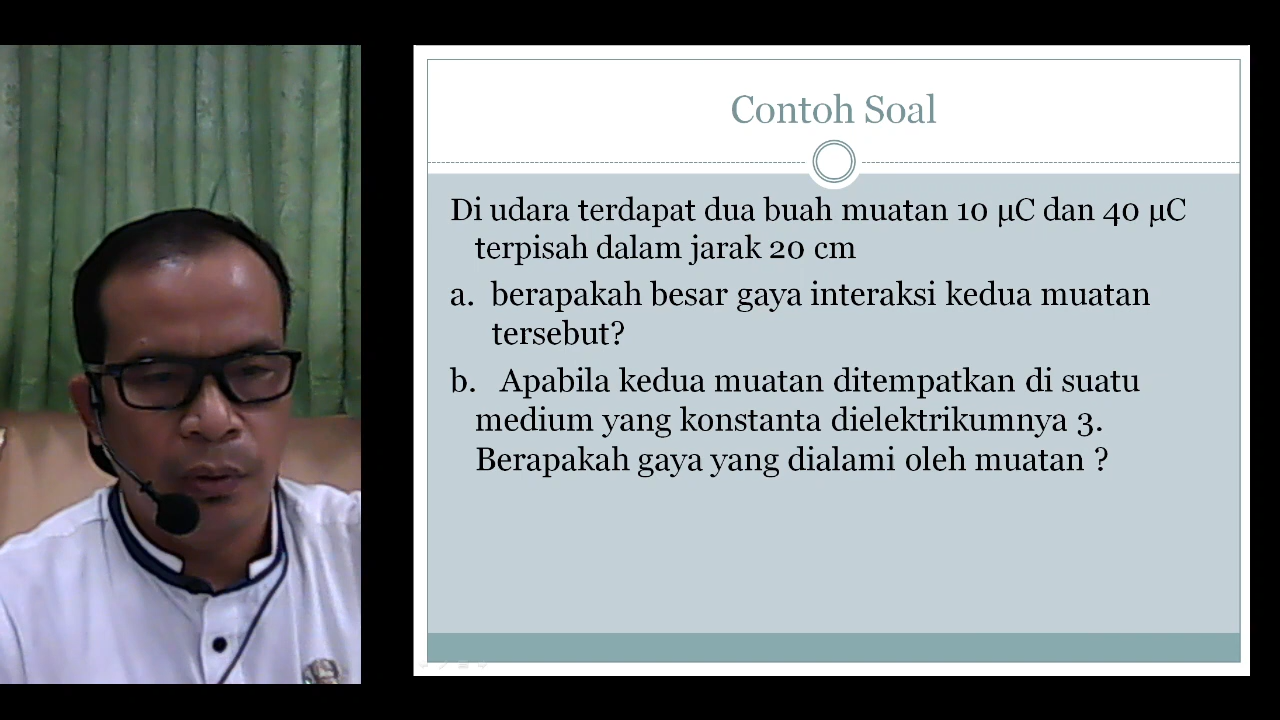 Contoh Soal
Di udara terdapat dua buah muatan 10 μC dan 40 μC
terpisah dalam jarak 20 cm
a. berapakah besar gaya interaksi kedua muatan
tersebut?
b. Apabila kedua muatan ditempatkan di suatu
medium yang konstanta dielektrikumnya 3.
Berapakah gaya yang dialami oleh muatan ?